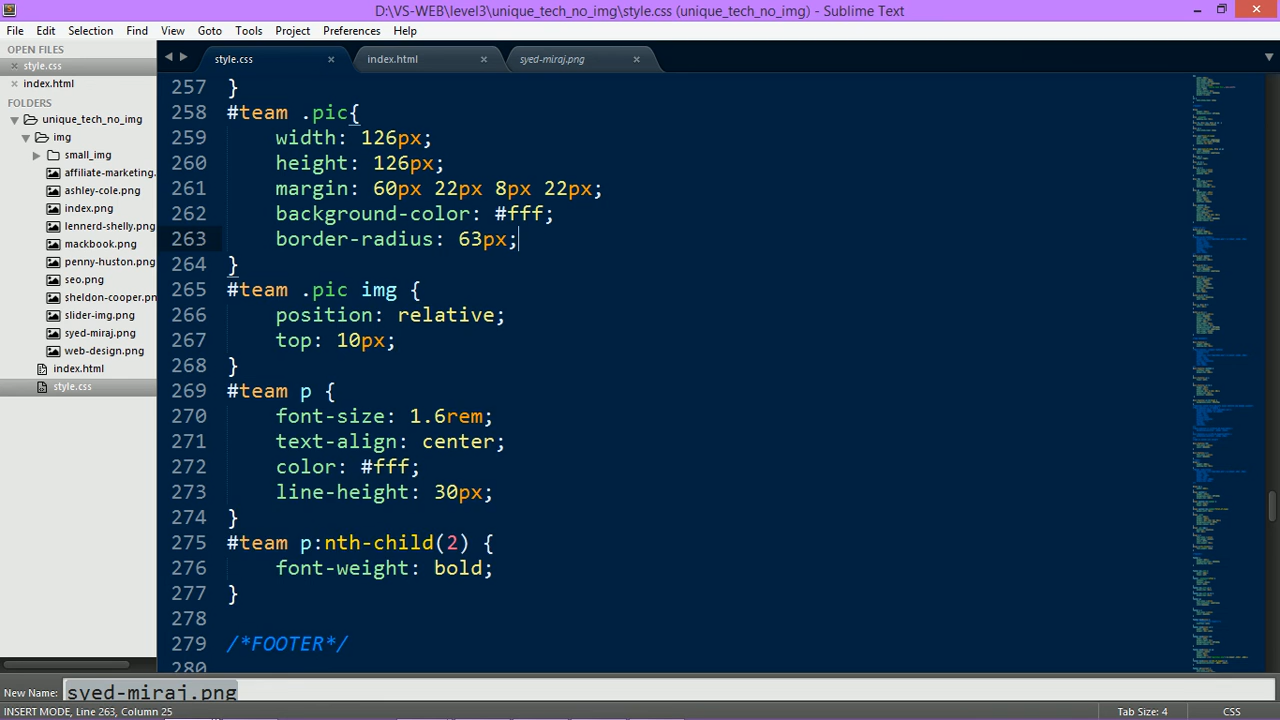 D:\VS-WEB\level3\unique_tech_no_img\style.css (unique_tech_no_img) - Sublime Text
File Edit Selection Find View Goto Tools Project Preferences Help
OPEN FILES
style.css
index.html
FOLDERS
unique_tech_no_img
img
small_img
affiliate-marketing.
ashley-cole.png
index.png
lennerd-shelly.png
mackbook.png
penny-huston.png
seo.png
sheldon-cooper.pn
slider-img.png
syed-miraj.png
web-design.png
index.html
style.css
style.css index.html syed-miraj.png
257 }
258 #team .pic{
259 width: 126px;
260 height: 126px;
261 margin: 60px 22px 8px 22px;
262 background-color: #fff;
263 border-radius: 63px;
264 }
265 #team .pic img {
266 position: relative;
267 top: 10px;
268 }
269 #team p {
270 font-size: 1.6rem;
271 text-align: center;
272 color: #fff;
273 line-height: 30px;
274 }
275 #team p:nth-child(2) {
276 font-weight: bold;
277 }
278
279 /*FOOTER*/
280
New Name: syed-miraj.png
INSERT MODE, Line 263, Column 25 Tab Size: 4 CSS